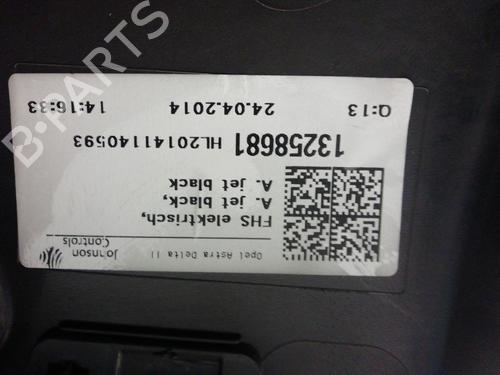 Johnson
Controls
Opel Astra Delta II
FHS elektrisch,
A. jet black,
A. jet black
13258681
HL20141140593
Q:13
24.04.2014
14:16:33
B-PARTS